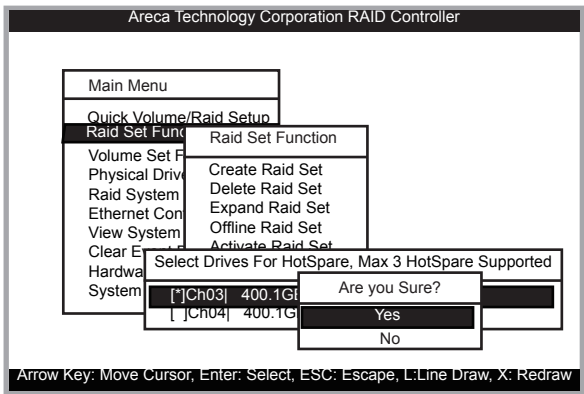 Areca Technology Corporation RAID Controller
Main Menu
Quick Volume/Raid Setup
Raid Set Func
Volume Set F
Physical Drive
Raid System
Ethernet Con
View System
Clear E
Hardwa
System
Raid Set Function
Create Raid Set
Delete Raid Set
Expand Raid Set
Offline Raid Set
Activate Raid Set
Select Drives For HotSpare, Max 3 HotSpare Supported
[*]Ch03| 400.1GB
[ ]Ch04| 400.1G
Are you Sure?
Yes
No
Arrow Key: Move Cursor, Enter: Select, ESC: Escape, L:Line Draw, X: Redraw